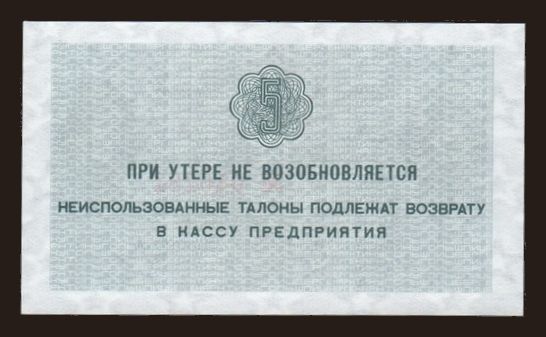 5
ПРИ УТЕРЕ НЕ ВОЗОБНОВЛЯЕТСЯ
НЕИСПОЛЬЗОВАННЫЕ ТАЛОНЫ ПОДЛЕЖАТ ВОЗВРАТУ
В КАССУ ПРЕДПРИЯТИЯ